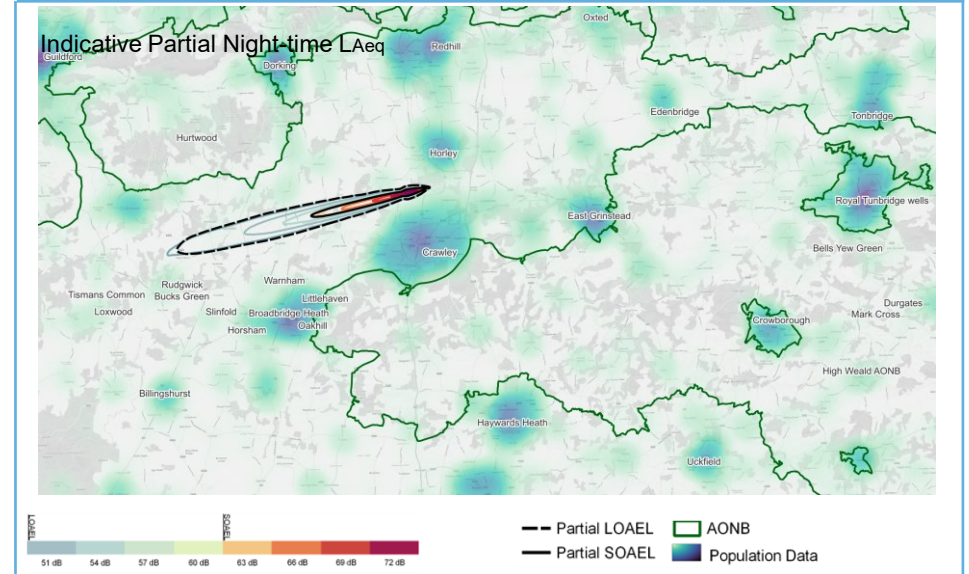 Oxted
Indicative Partial Night-time LAeq
Redhill
Guildford
Dorking
Edenbridge
Tonbridge
Hurtwood
Horley
Royal Tunbridge wells
East Grinstead
Bells Yew Green
Crawley
Warnham
Rudgwick
Tismans Common
Bucks Green
Littlehaven
Durgates
Loxwood
Slinfold
Broadbridge Heath
Mark Cross
Crowborough
Horsham
Oakhill
High Weald AONB
Billingshurst
Haywards Heath
Uckfield
LOAEL
SOAEL
51 dB
54 dB
57 dB
60 dB
63 dB
66 dB
69 dB
72 dB
Partial LOAEL
AONB
Partial SOAEL
Population Data